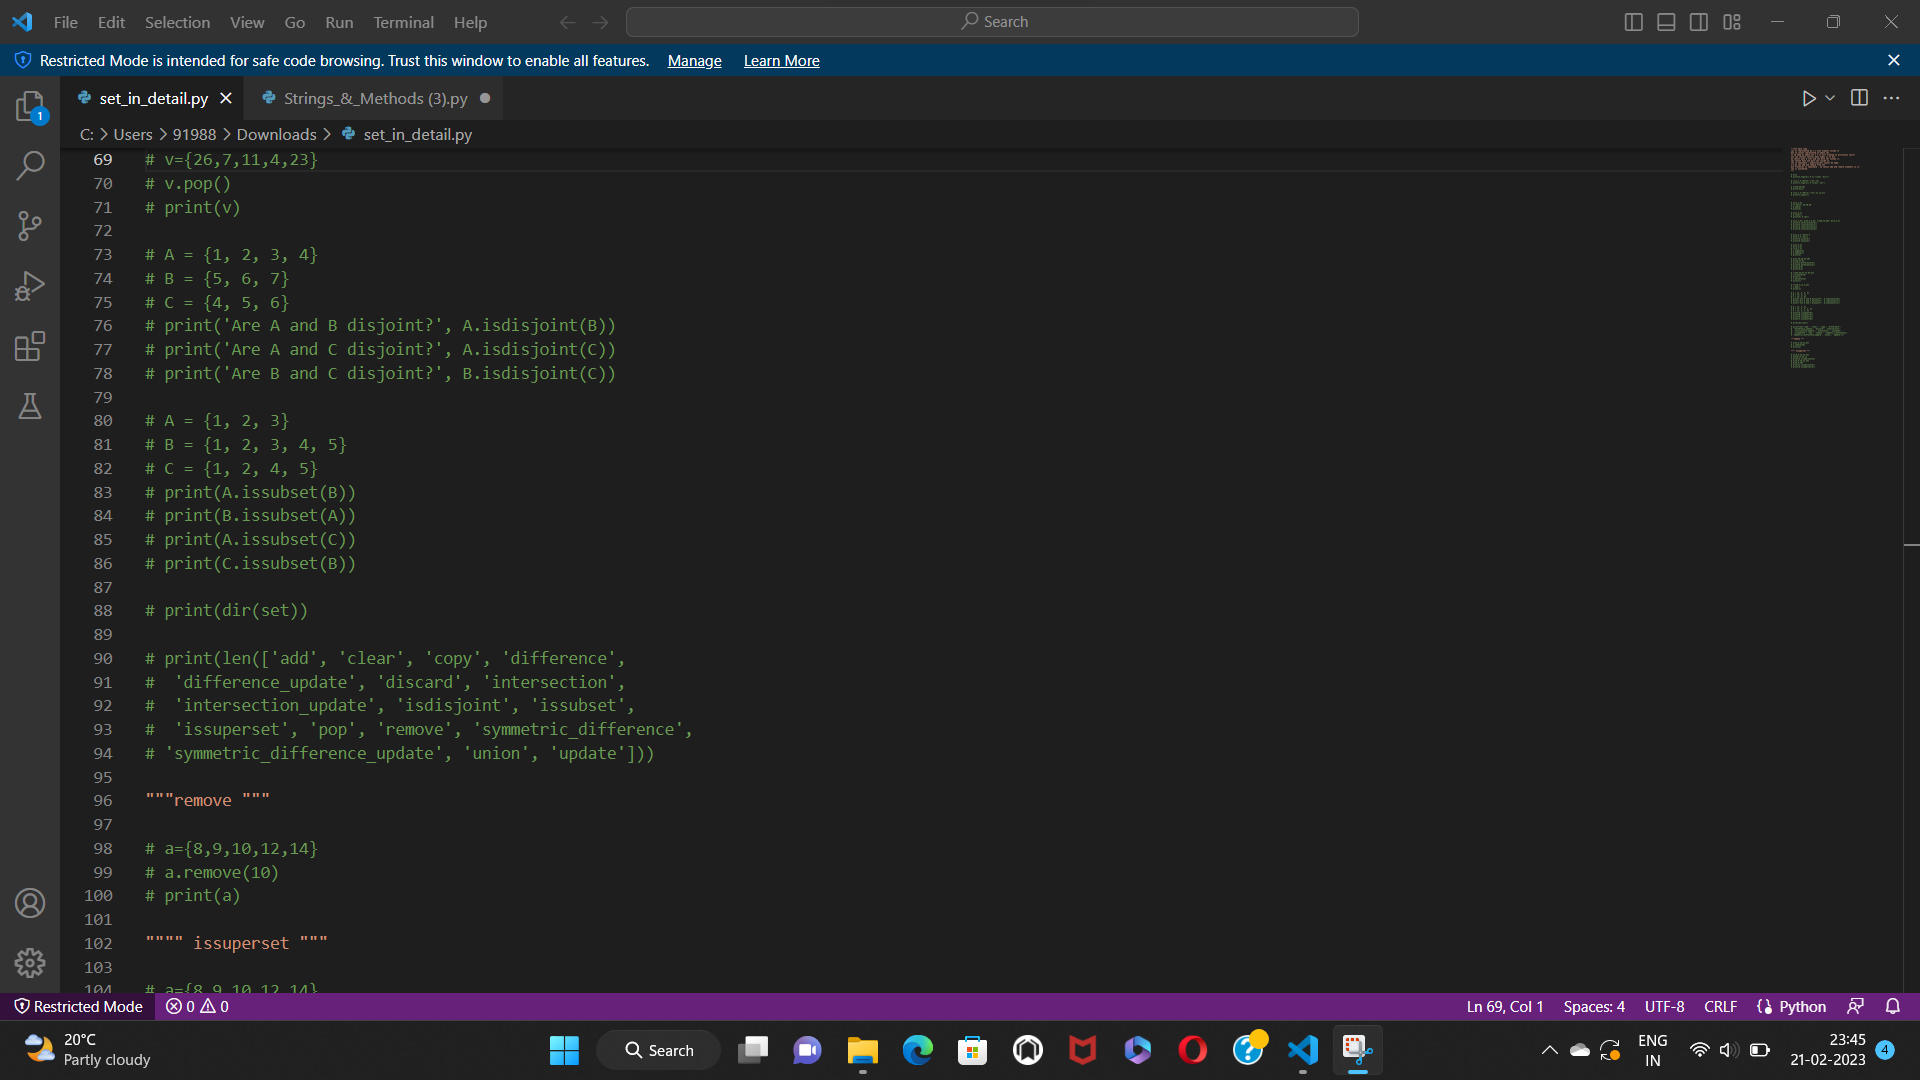 File Edit Selection View Go Run Terminal Help Search
Restricted Mode is intended for safe code browsing. Trust this window to enable all features. Manage Learn More
set_in_detail.py Strings_&_Methods (3).py
C: > Users > 91988 > Downloads > set_in_detail.py
69 # v={26,7,11,4,23}
70 # v.pop()
71 # print(v)
72
73 # A = {1, 2, 3, 4}
74 # B = {5, 6, 7}
75 # C = {4, 5, 6}
76 # print('Are A and B disjoint?', A.isdisjoint(B))
77 # print('Are A and C disjoint?', A.isdisjoint(C))
78 # print('Are B and C disjoint?', B.isdisjoint(C))
79
80 # A = {1, 2, 3}
81 # B = {1, 2, 3, 4, 5}
82 # C = {1, 2, 4, 5}
83 # print(A.issubset(B))
84 # print(B.issubset(A))
85 # print(A.issubset(C))
86 # print(C.issubset(B))
87
88 # print(dir(set))
89
90 # print(len(['add', 'clear', 'copy', 'difference',
91 #  'difference_update', 'discard', 'intersection',
92 #  'intersection_update', 'isdisjoint', 'issubset',
93 #  'issuperset', 'pop', 'remove', 'symmetric_difference',
94 # 'symmetric_difference_update', 'union', 'update']))
95
96 """remove """
97
98 # a={8,9,10,12,14}
99 # a.remove(10)
100 # print(a)
101
102 """" issuperset """
103
104 # a={8,9,10,12,14}
Restricted Mode 0 0 Ln 69, Col 1 Spaces: 4 UTF-8 CRLF Python
20°C
Partly cloudy
Search
ENG
IN
23:45
21-02-2023
4
1